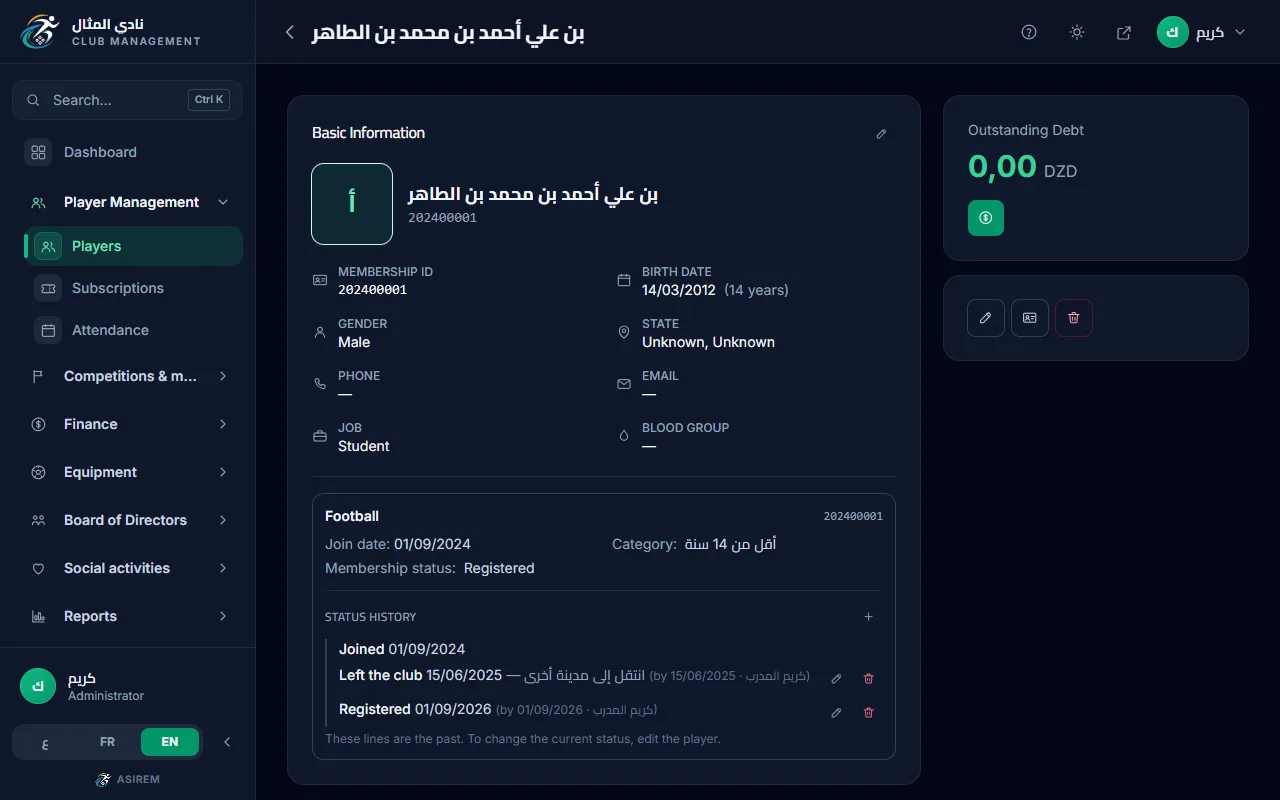 نادي المثال
CLUB MANAGEMENT
Search...
Ctrl K
Dashboard
Player Management
Players
Subscriptions
Attendance
Competitions & m...
Finance
Equipment
Board of Directors
Social activities
Reports
ك
كريم
Administrator
ع
FR
EN
ASIREM
بن علي أحمد بن محمد بن الطاهر
ك
كريم
Basic Information
أ
بن علي أحمد بن محمد بن الطاهر
202400001
MEMBERSHIP ID
202400001
BIRTH DATE
14/03/2012 (14 years)
GENDER
Male
STATE
Unknown, Unknown
PHONE
—
EMAIL
—
JOB
Student
BLOOD GROUP
—
Football
202400001
Join date: 01/09/2024
Category: أقل من 14 سنة
Membership status: Registered
STATUS HISTORY
Joined 01/09/2024
Left the club 15/06/2025 — انتقل إلى مدينة أخرى (by كريم المدرب · 15/06/2025)
Registered 01/09/2026 (by كريم المدرب · 01/09/2026)
These lines are the past. To change the current status, edit the player.
Outstanding Debt
0,00 DZD